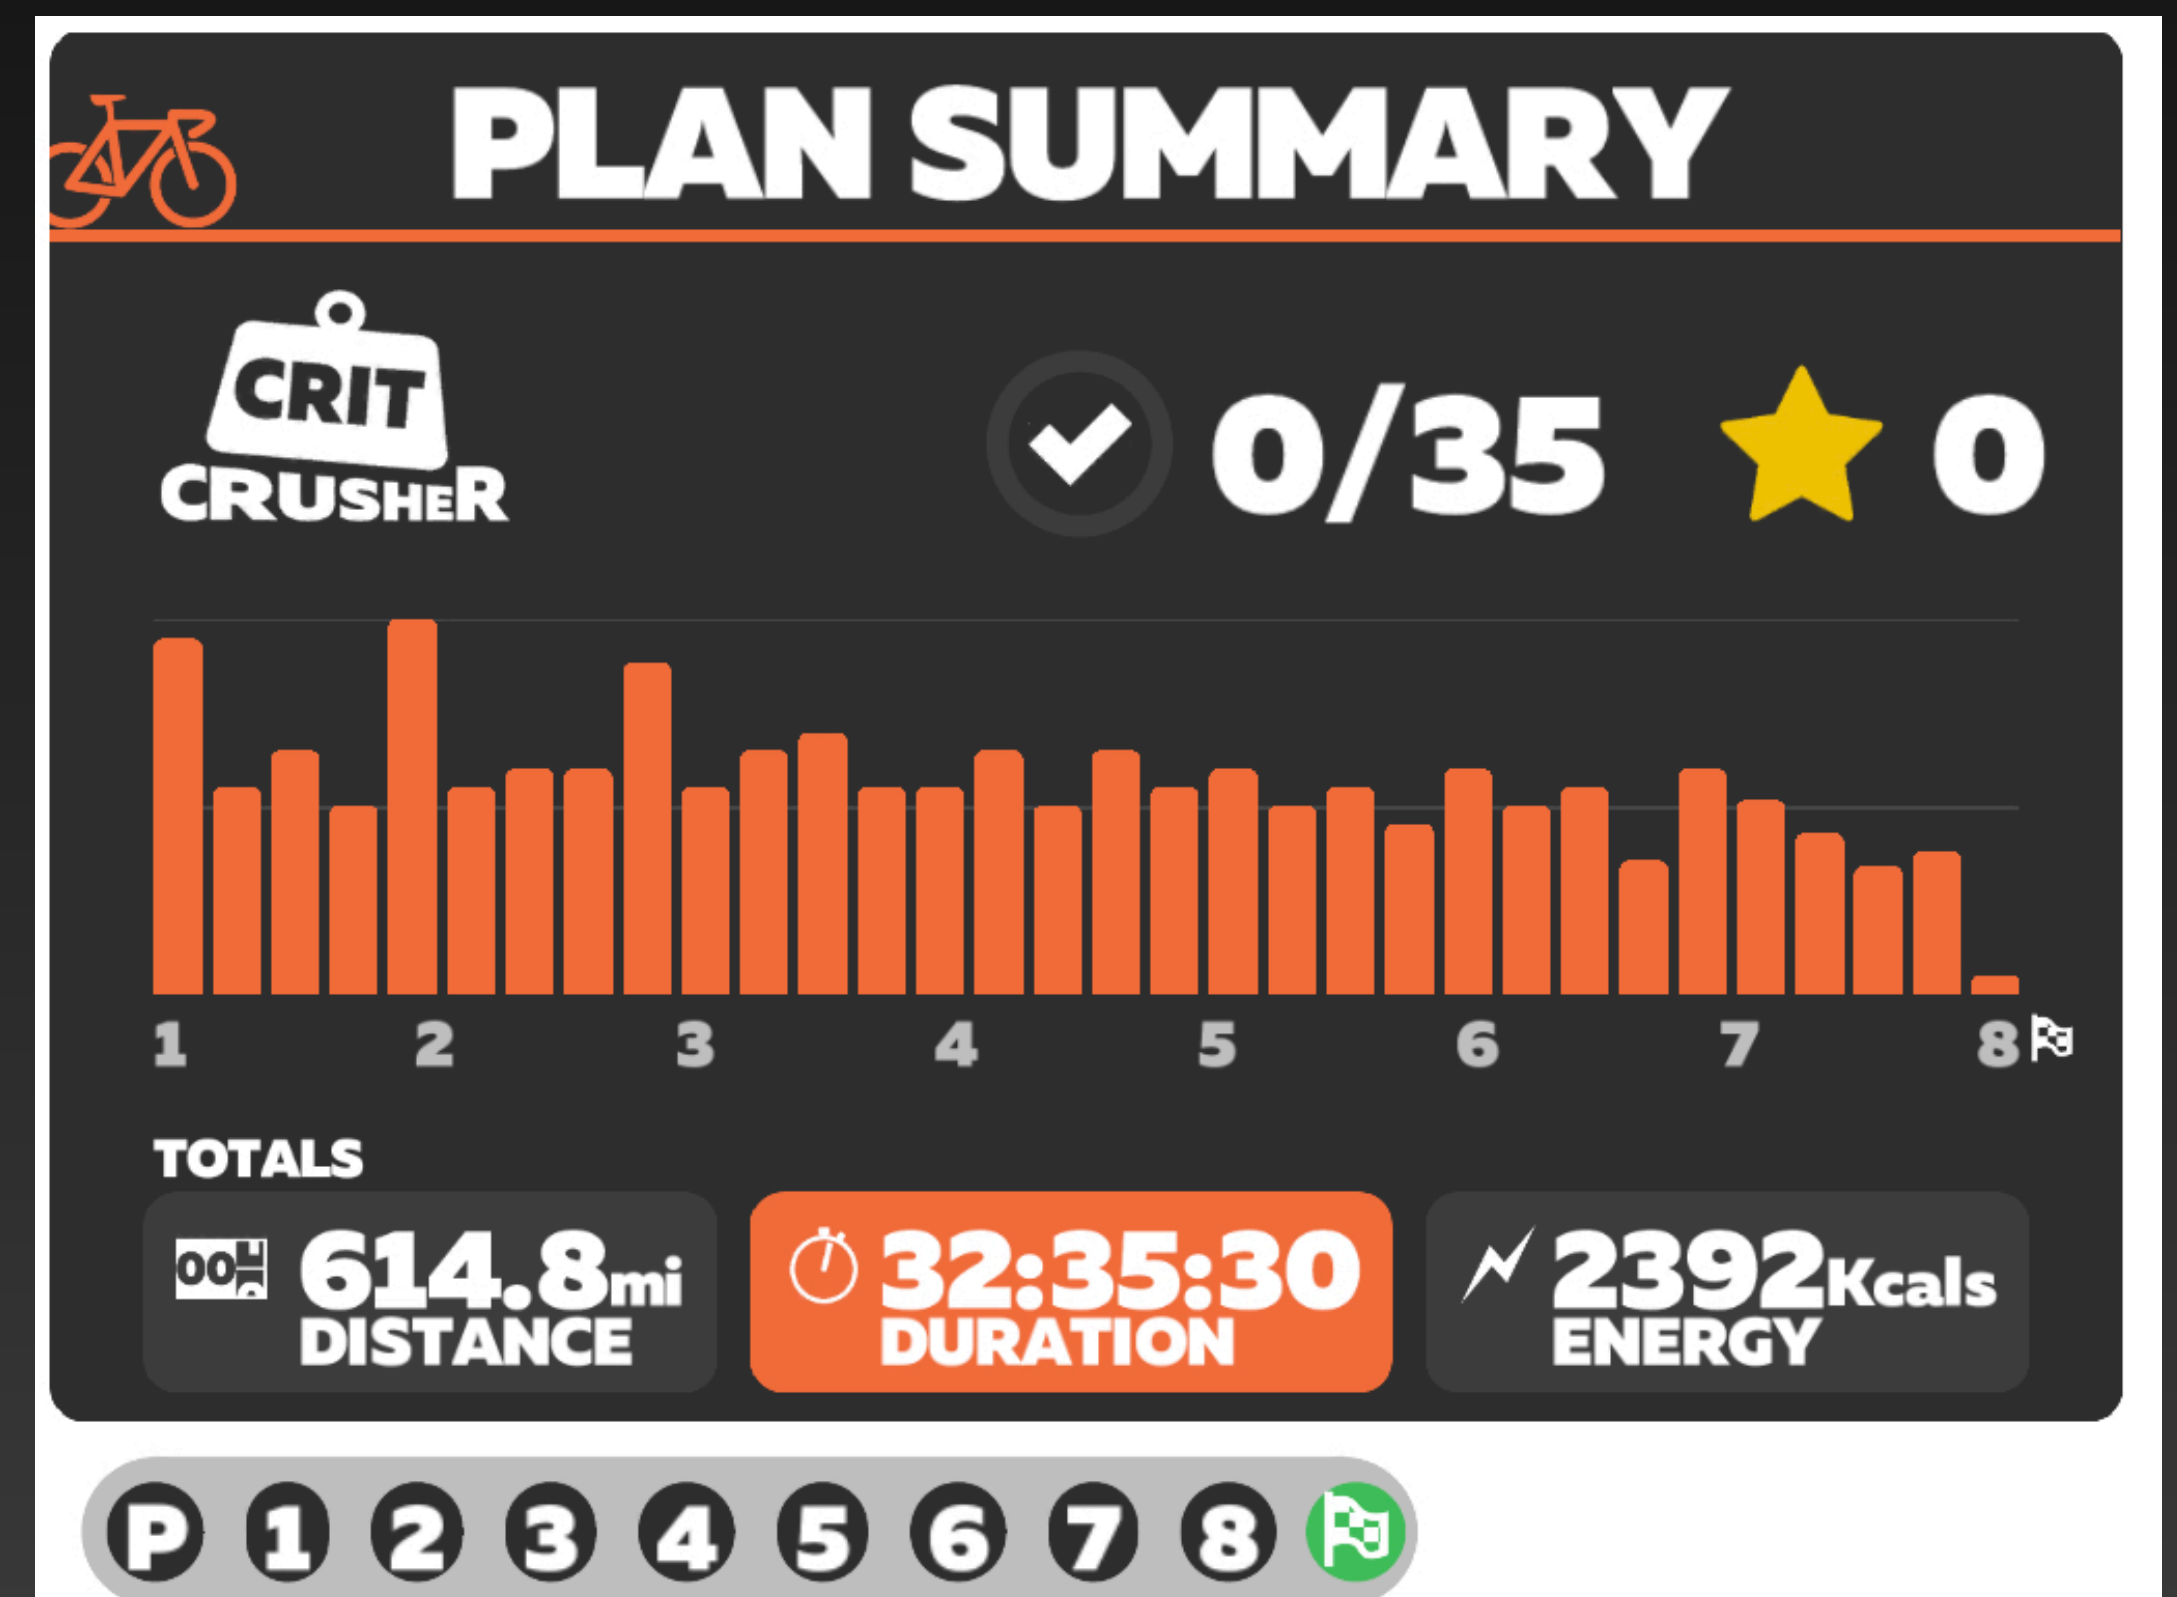 PLAN SUMMARY
CRIT
CRUSHER
0/35
0
1 2 3 4 5 6 7 8
TOTALS
614.8mi
DISTANCE
32:35:30
DURATION
2392Kcals
ENERGY
P 1 2 3 4 5 6 7 8